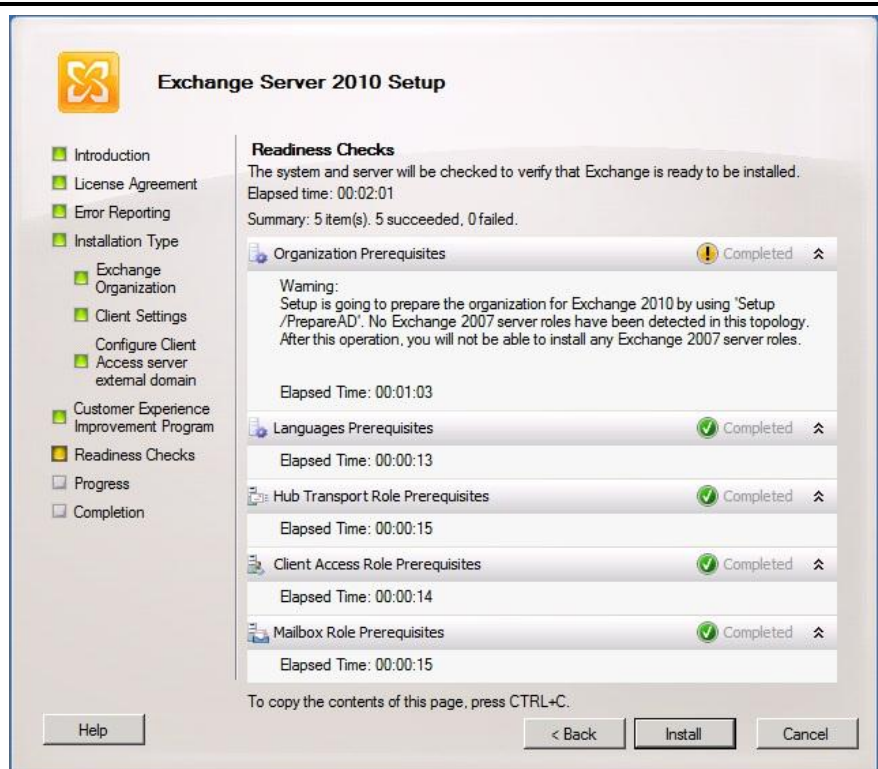 Exchange Server 2010 Setup
Introduction
License Agreement
Error Reporting
Installation Type
Exchange
Organization
Client Settings
Configure Client
Access server
external domain
Customer Experience
Improvement Program
Readiness Checks
Progress
Completion
Readiness Checks
The system and server will be checked to verify that Exchange is ready to be installed.
Elapsed time: 00:02:01
Summary: 5 item(s). 5 succeeded, 0 failed.
Organization Prerequisites Completed
Warning:
Setup is going to prepare the organization for Exchange 2010 by using 'Setup
/PrepareAD'. No Exchange 2007 server roles have been detected in this topology.
After this operation, you will not be able to install any Exchange 2007 server roles.
Elapsed Time: 00:01:03
Languages Prerequisites Completed
Elapsed Time: 00:00:13
Hub Transport Role Prerequisites Completed
Elapsed Time: 00:00:15
Client Access Role Prerequisites Completed
Elapsed Time: 00:00:14
Mailbox Role Prerequisites Completed
Elapsed Time: 00:00:15
To copy the contents of this page, press CTRL+C.
Help < Back Install Cancel